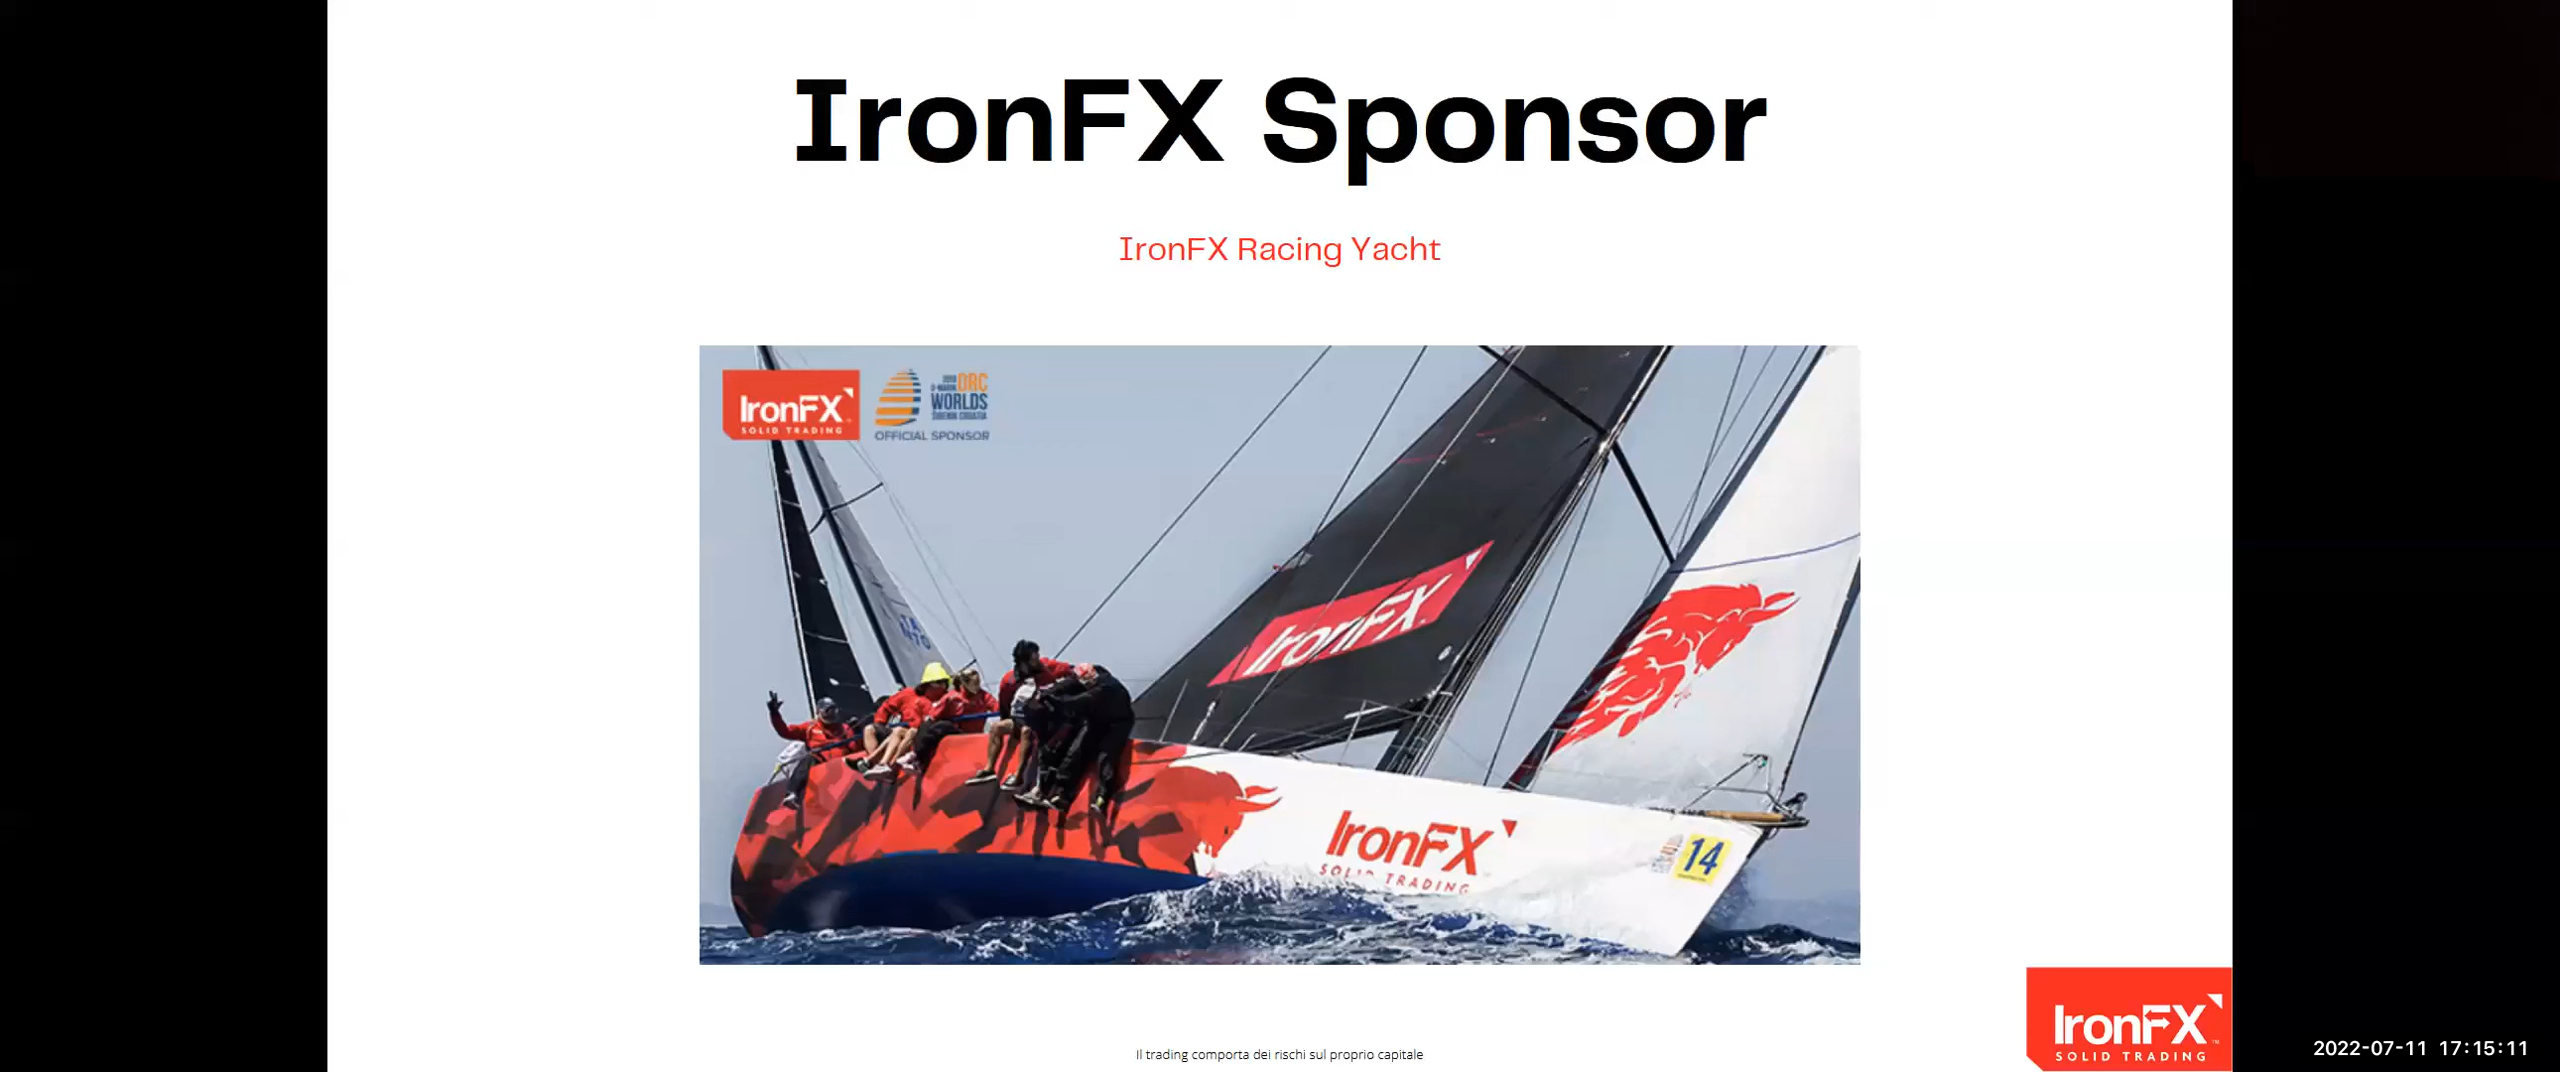 IronFX Sponsor
IronFX Racing Yacht
IronFX
SOLID TRADING
ORC
WORLDS
OFFICIAL SPONSOR
IronFX
IronFX
SOLID TRADING
14
Il trading comporta dei rischi sul proprio capitale
IronFX
SOLID TRADING
2022-07-11 17:15:11